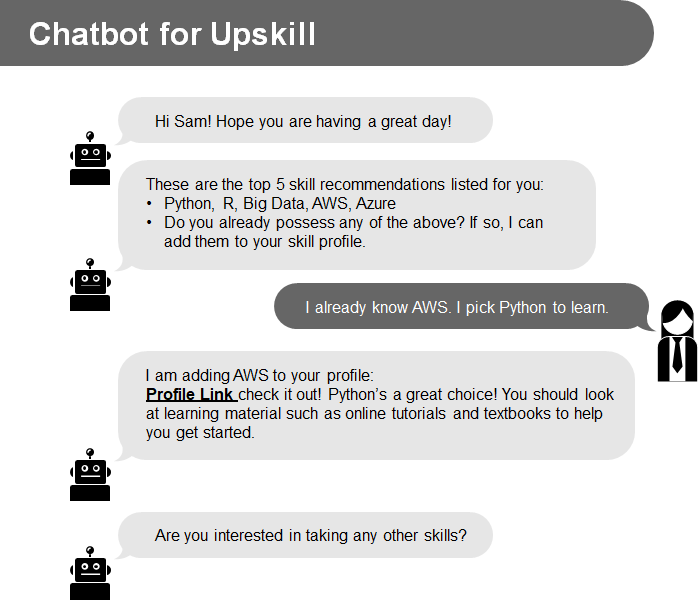 Chatbot for Upskill
Hi Sam! Hope you are having a great day!
These are the top 5 skill recommendations listed for you:
• Python, R, Big Data, AWS, Azure
• Do you already possess any of the above? If so, I can
add them to your skill profile.
I already know AWS. I pick Python to learn.
I am adding AWS to your profile:
Profile Link check it out! Python’s a great choice! You should look
at learning material such as online tutorials and textbooks to help
you get started.
Are you interested in taking any other skills?